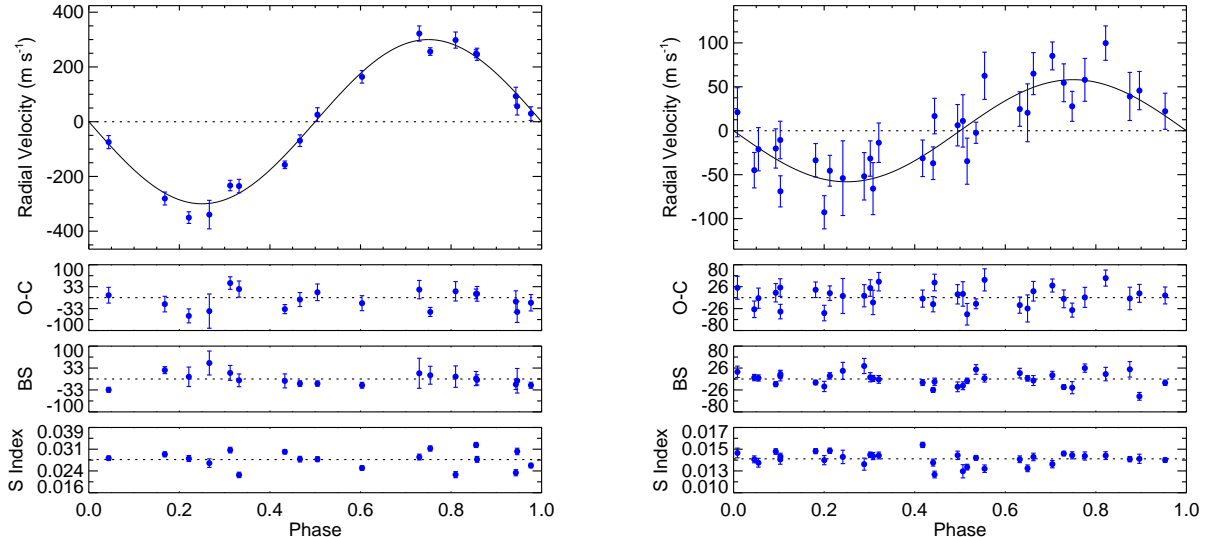 Radial Velocity (m s⁻¹)
400
200
0
-200
-400
O-C
100
33
-33
-100
BS
100
33
-33
-100
S Index
0.039
0.031
0.024
0.016
0.0 0.2 0.4 0.6 0.8 1.0
Phase
Radial Velocity (m s⁻¹)
100
50
0
-50
-100
O-C
80
26
-26
-80
BS
80
26
-26
-80
S Index
0.017
0.015
0.013
0.010
0.0 0.2 0.4 0.6 0.8 1.0
Phase